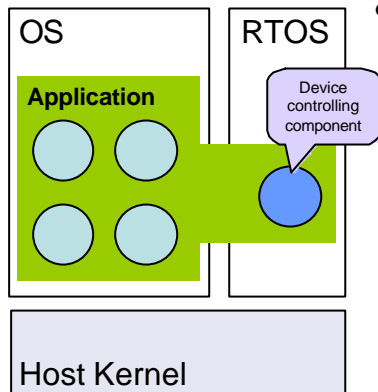 OS
RTOS
Application
Device
controlling
component
Host Kernel